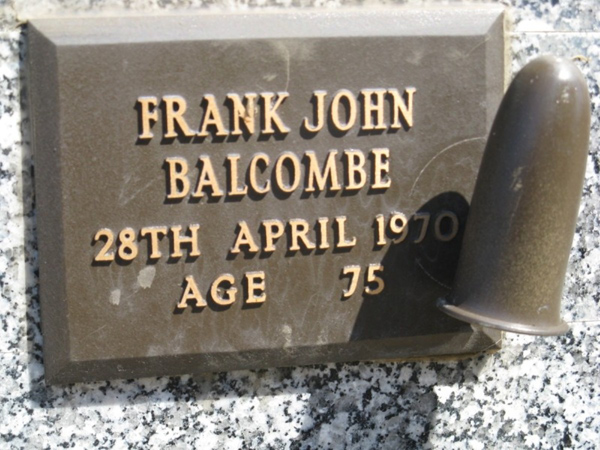 FRANK JOHN
BALCOMBE
28TH APRIL 1970
AGE 75